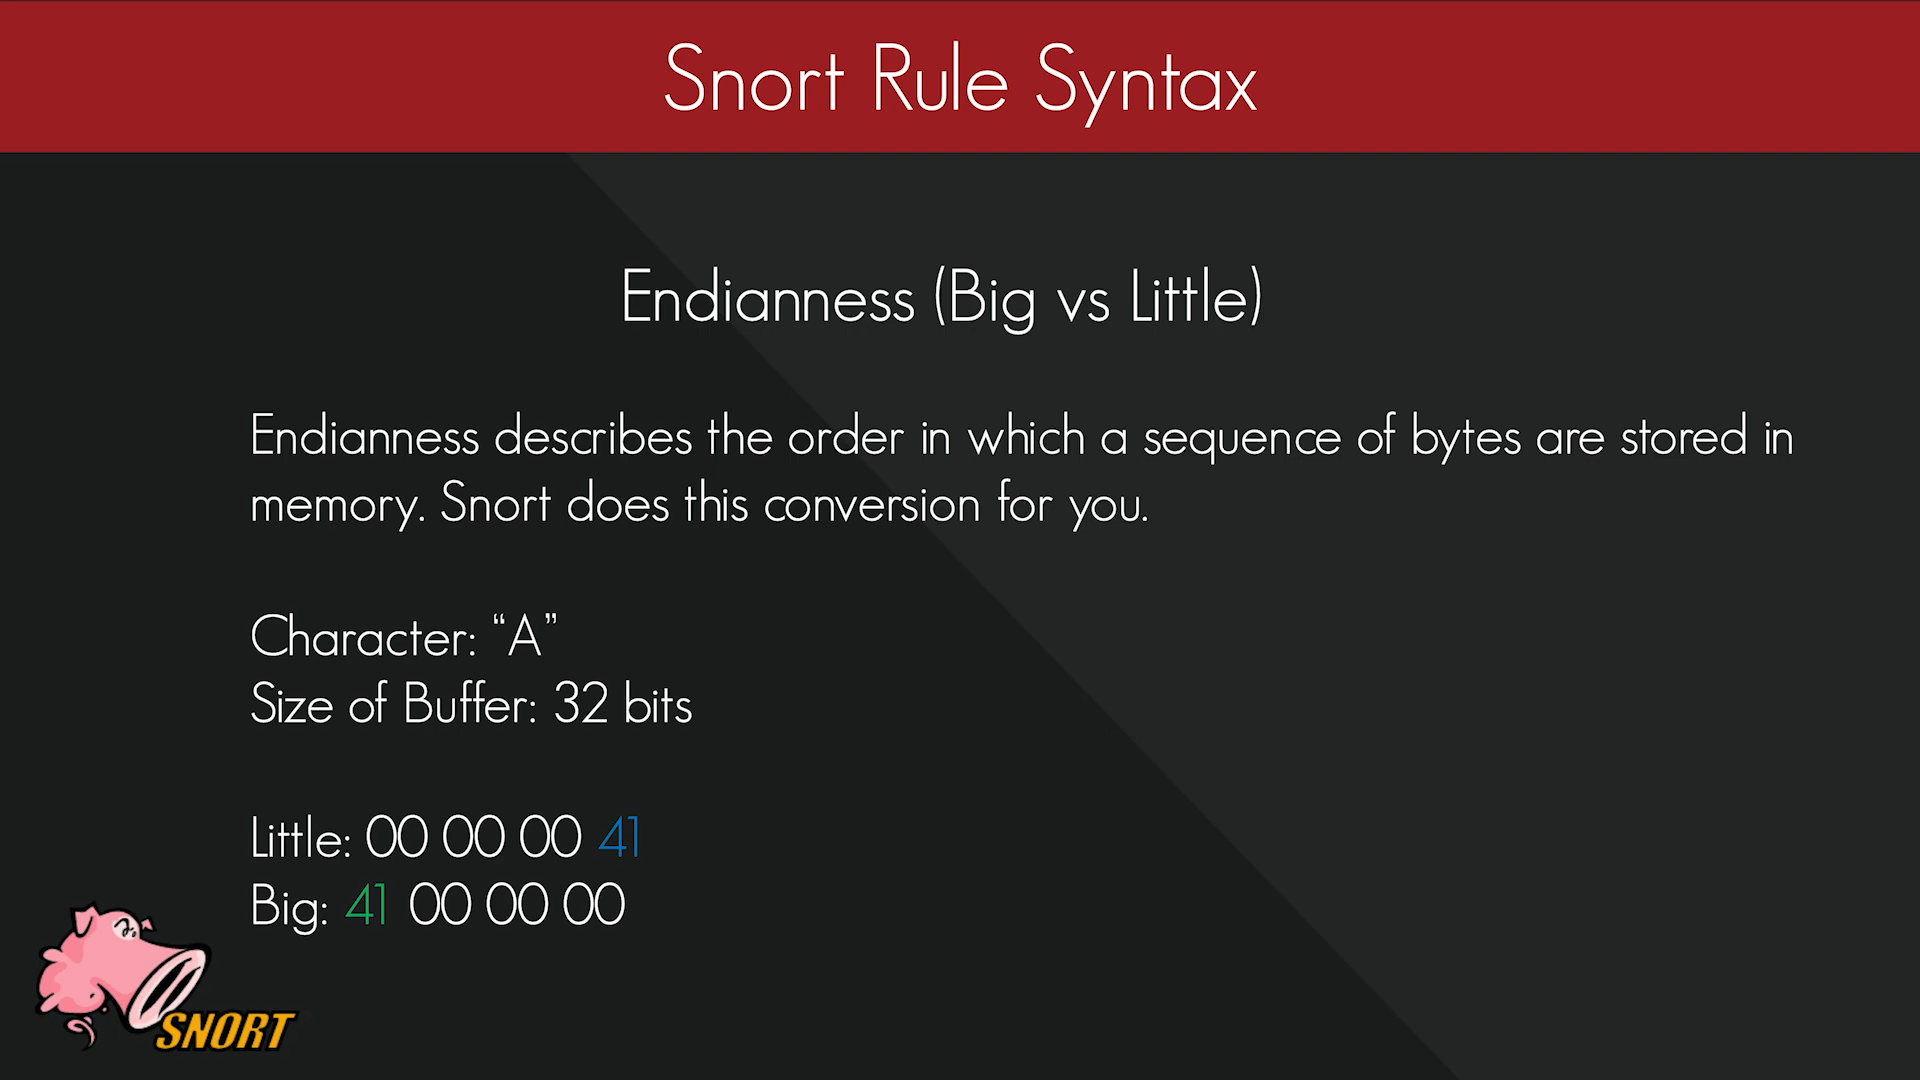 Snort Rule Syntax
Endianness (Big vs Little)
Endianness describes the order in which a sequence of bytes are stored in
memory. Snort does this conversion for you.
Character: “A”
Size of Buffer: 32 bits
Little: 00 00 00 41
Big: 41 00 00 00
SNORT